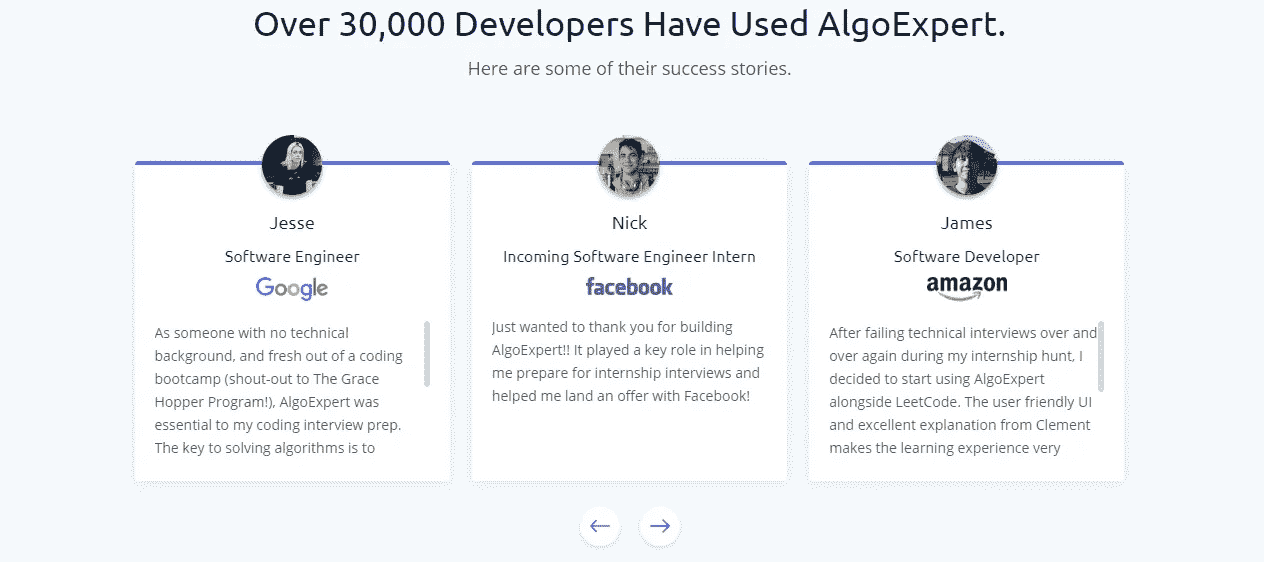 Over 30,000 Developers Have Used AlgoExpert.
Here are some of their success stories.
Jesse
Software Engineer
Google
As someone with no technical
background, and fresh out of a coding
bootcamp (shout-out to The Grace
Hopper Program!), AlgoExpert was
essential to my coding interview prep.
The key to solving algorithms is to
Nick
Incoming Software Engineer Intern
facebook
Just wanted to thank you for building
AlgoExpert!! It played a key role in helping
me prepare for internship interviews and
helped me land an offer with Facebook!
James
Software Developer
amazon
After failing technical interviews over and
over again during my internship hunt, I
decided to start using AlgoExpert
alongside LeetCode. The user friendly UI
and excellent explanation from Clement
makes the learning experience very